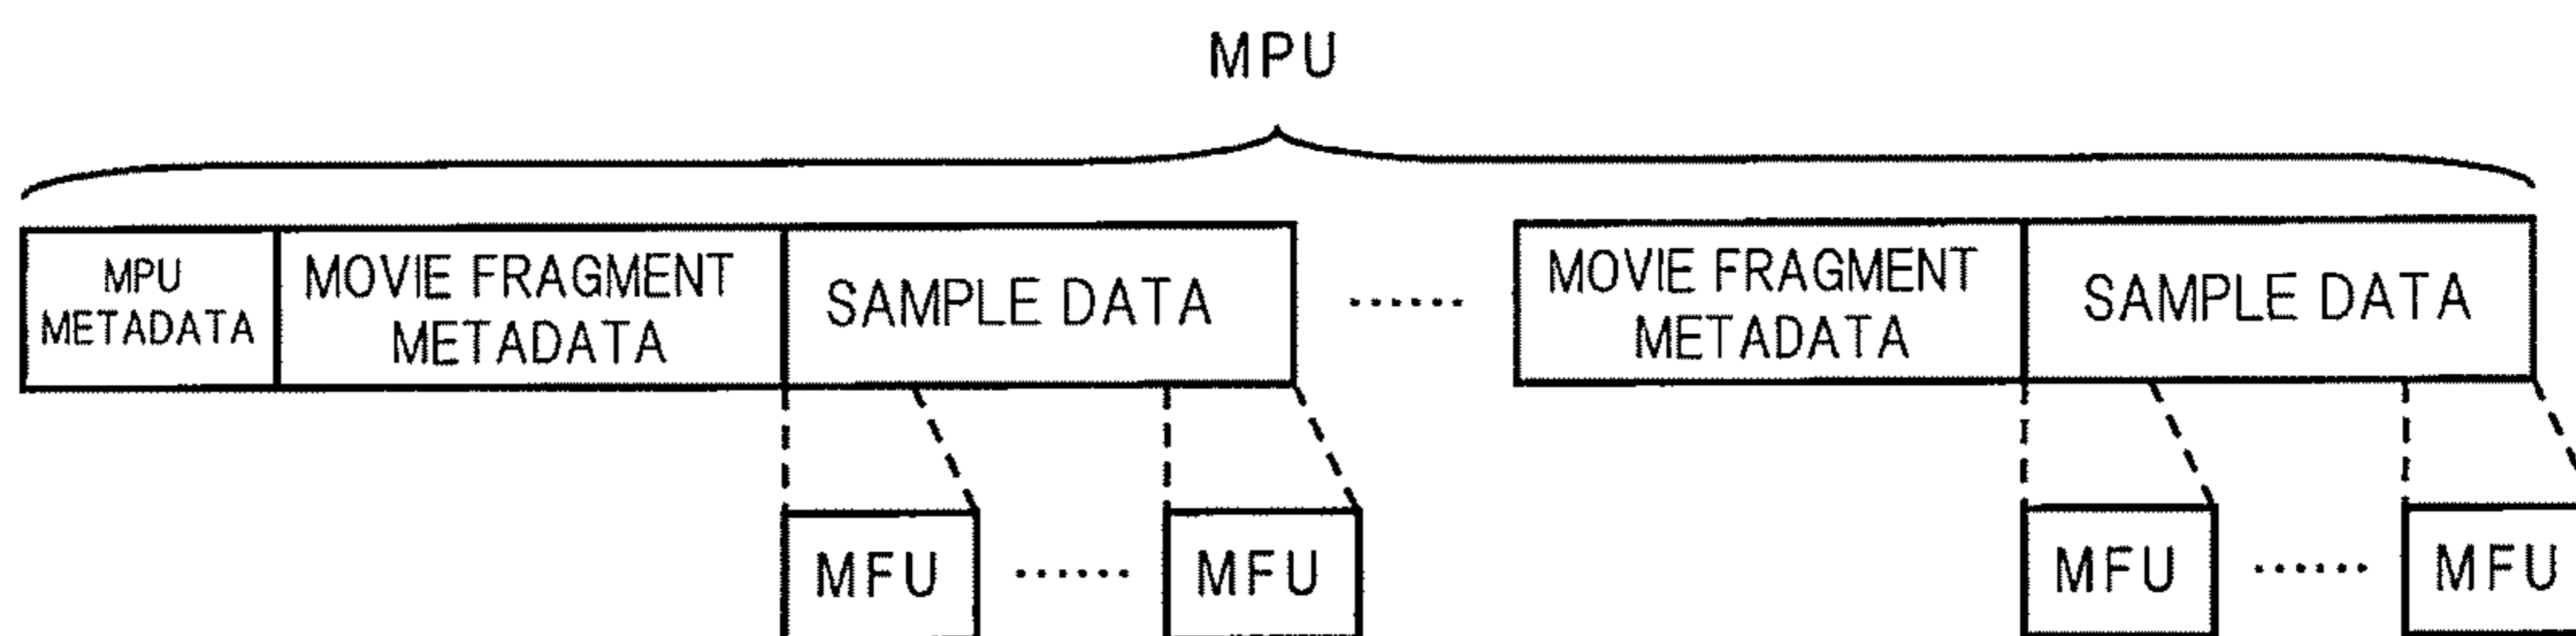 MPU
MPU
METADATA
MOVIE FRAGMENT
METADATA
SAMPLE DATA
......
MOVIE FRAGMENT
METADATA
SAMPLE DATA
MFU
......
MFU
MFU
......
MFU